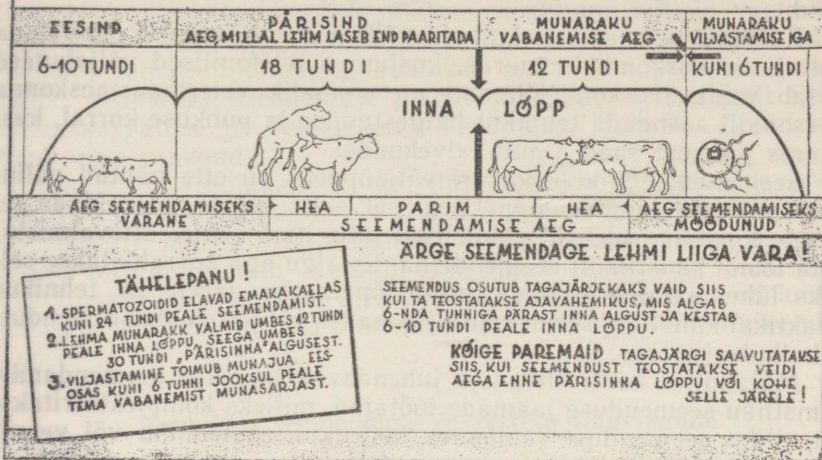 EESIND
PÄRISIND
AEG, MILLAL LEHM LASEB END PAARITADA
MUNARAKU
VABANEMISE AEG
MUNARAKU
VILJASTAMISE IGA
6-10 TUNDI
18 TUNDI
12 TUNDI
KUNI 6 TUNDI
INNA LÕPP
AEG SEEMENDAMISEKS
VARANE
HEA
PARIM
HEA
AEG SEEMENDAMISEKS
MÖÖDUNUD
SEEMENDAMISE AEG
TÄHELEPANU!
1. SPERMATOZOIDID ELAVAD EMAKAKAELAS
KUNI 24 TUNDI PEALE SEEMENDAMIST.
2. LEHMA MUNARAKK VALMIB UMBES 12 TUNDI
PEALE INNA LÕPPU, SEEGA UMBES
30 TUNDI „PÄRISINNA" ALGUSEST.
3. VILJASTAMINE TOIMUB MUNAJUA. EES-
OSAS KUNI 6 TUNNI JOOKSUL PEALE
TEMA VABANEMIST MUNASARJAST.
ÄRGE SEEMENDAGE LEHMI LIIGA VARA!
SEEMENDUS OSUTUB TAGAJÄRJEKAKS VAID SIIS
KUI TA TEOSTATAKSE AJAVAHEMIKUS, MIS ALGAB
6-NDA TUNNIGA PÄRAST INNA ALGUST JA KESTAB
6-10 TUNDI PEALE INNA LÕPPU.
KÕIGE PAREMAID TAGAJÄRGI SAAVUTATAKSE
SIIS, KUI SEEMENDUST TEOSTATAKSE VEIDI
AEGA ENNE PÄRISINNA LÕPPU VÕI KOHE
SELLE JÄRELE!